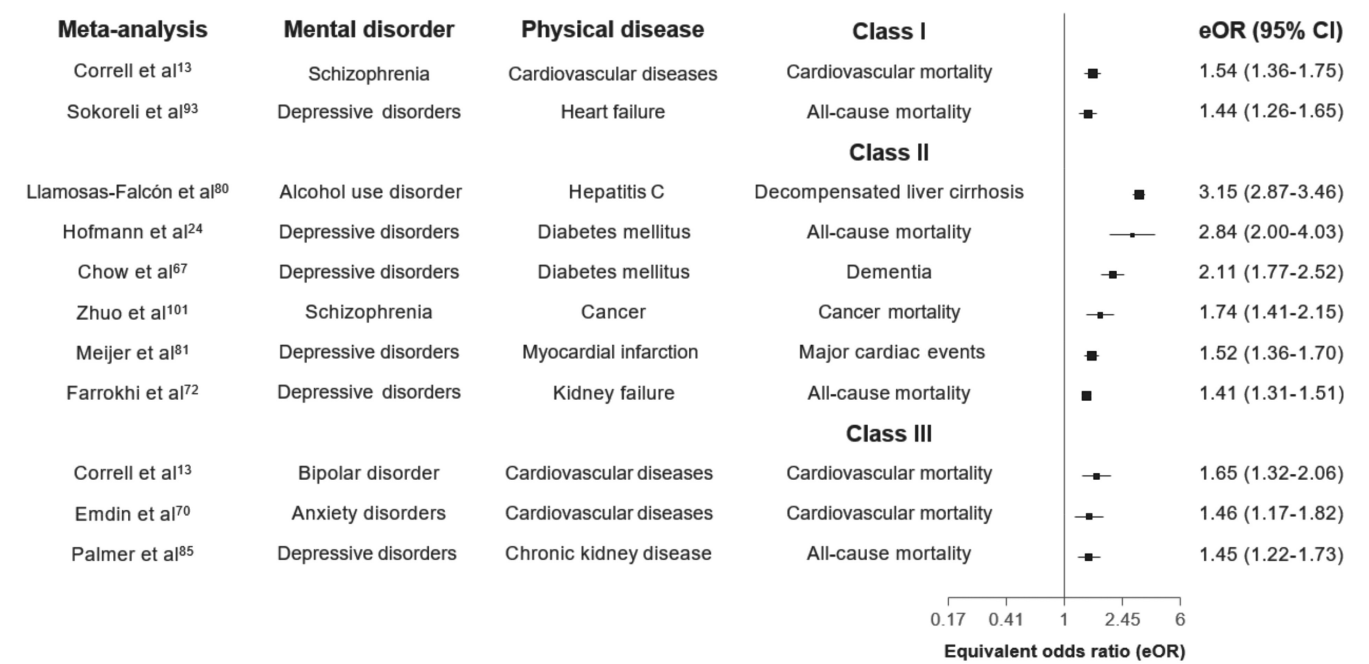 Meta-analysis Mental disorder Physical disease Class I eOR (95% CI)
Correll et al13 Schizophrenia Cardiovascular diseases Cardiovascular mortality 1.54 (1.36-1.75)
Sokoreli et al93 Depressive disorders Heart failure All-cause mortality 1.44 (1.26-1.65)
Class II
Llamosas-Falcón et al80 Alcohol use disorder Hepatitis C Decompensated liver cirrhosis 3.15 (2.87-3.46)
Hofmann et al24 Depressive disorders Diabetes mellitus All-cause mortality 2.84 (2.00-4.03)
Chow et al67 Depressive disorders Diabetes mellitus Dementia 2.11 (1.77-2.52)
Zhuo et al101 Schizophrenia Cancer Cancer mortality 1.74 (1.41-2.15)
Meijer et al81 Depressive disorders Myocardial infarction Major cardiac events 1.52 (1.36-1.70)
Farrokhi et al72 Depressive disorders Kidney failure All-cause mortality 1.41 (1.31-1.51)
Class III
Correll et al13 Bipolar disorder Cardiovascular diseases Cardiovascular mortality 1.65 (1.32-2.06)
Emdin et al70 Anxiety disorders Cardiovascular diseases Cardiovascular mortality 1.46 (1.17-1.82)
Palmer et al85 Depressive disorders Chronic kidney disease All-cause mortality 1.45 (1.22-1.73)
0.17 0.41 1 2.45 6
Equivalent odds ratio (eOR)